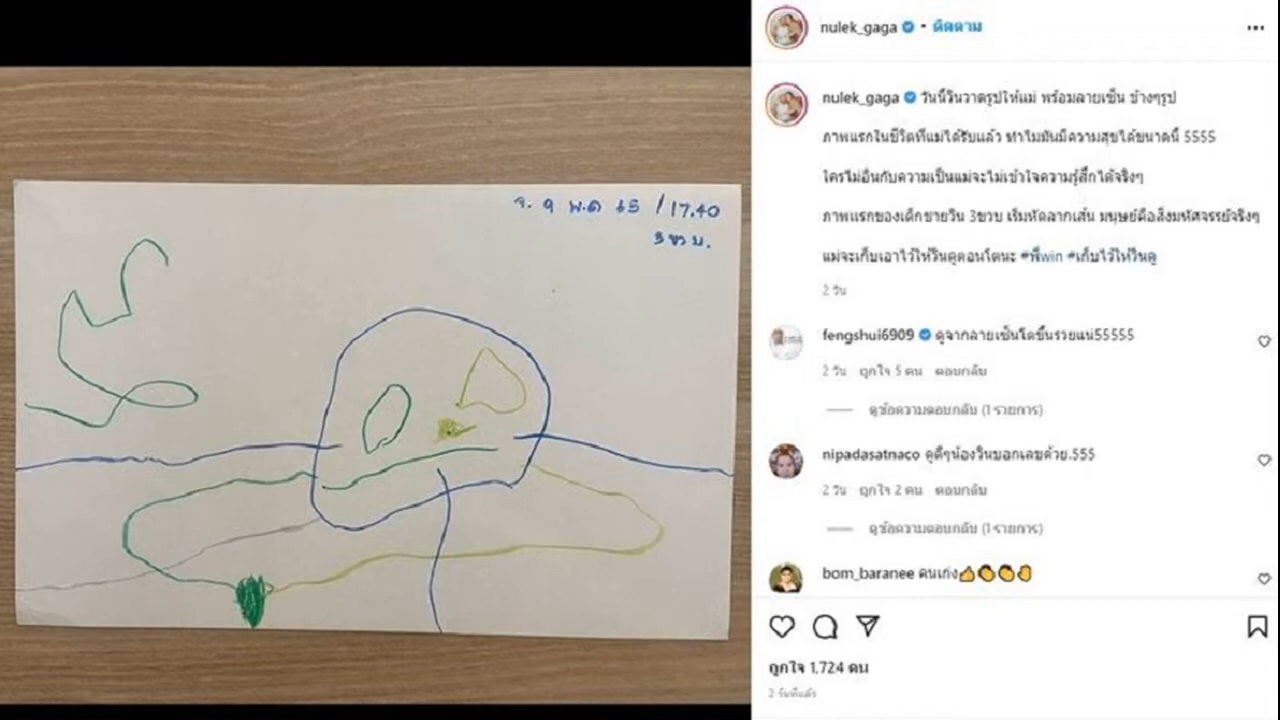 จ. 9 พ.ค 65 / 17.40
3 ขวบ.
nulek_gaga • ติดตาม
nulek_gaga วันนี้วินวาดรูปให้แม่ พร้อมลายเซ็น ข้างๆรูป
ภาพแรกในชีวิตที่แม่ได้รับแล้ว ทำไมมันมีความสุขได้ขนาดนี้ 5555
ใครไม่อินกับความเป็นแม่จะไม่เข้าใจความรู้สึกได้จริงๆ
ภาพแรกของเด็กชายวิน 3ขวบ เริ่มหัดลากเส้น มนุษย์คือสิ่งมหัศจรรย์จริงๆ
แม่จะเก็บเอาไว้ให้วินดูตอนโตนะ #พี่win #เก็บไว้ให้วินดู
2 วัน
fengshui6909 ดูจากลายเซ็นโตขึ้นรวยแน่55555
2 วัน ถูกใจ 5 คน ตอบกลับ
ดูข้อความตอบกลับ (1 รายการ)
nipadasatnaco ดูดีๆน้องวินบอกเลขด้วย.555
2 วัน ถูกใจ 2 คน ตอบกลับ
ดูข้อความตอบกลับ (1 รายการ)
bom_baranee คนเก่ง👍👏👏🤚
ถูกใจ 1,724 คน
2 วันที่แล้ว